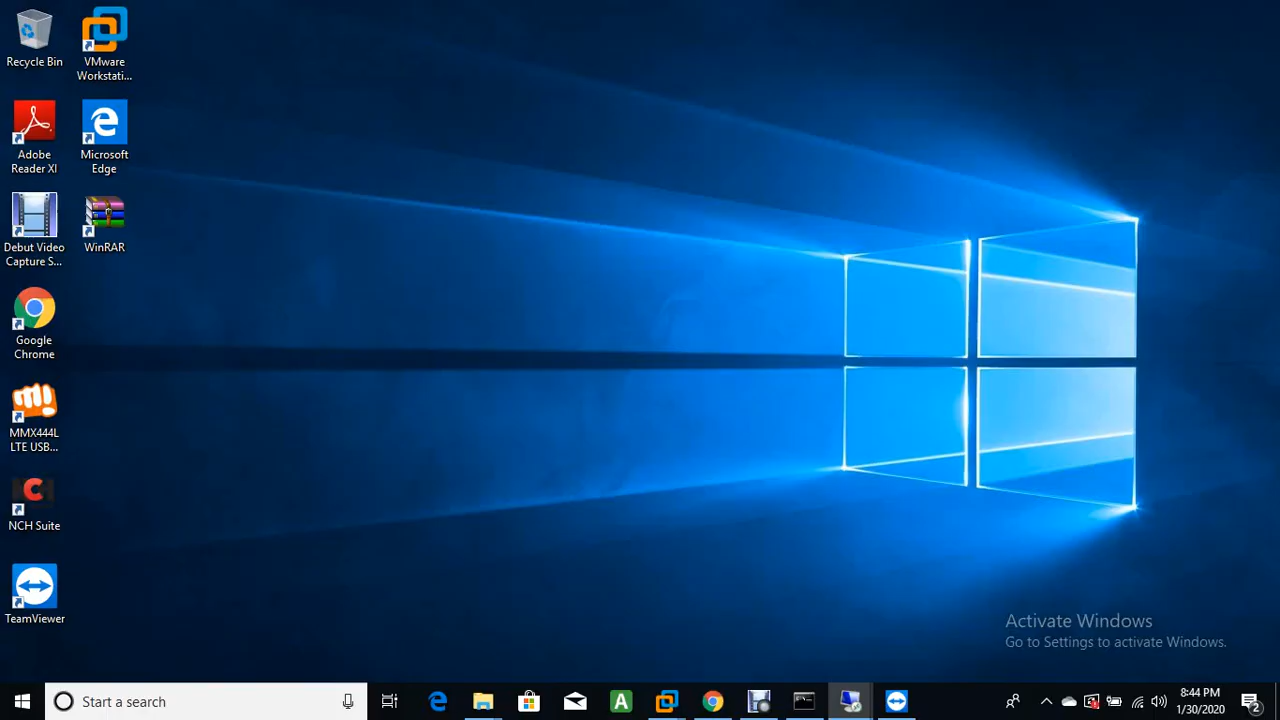 Recycle Bin
VMware
Workstati...
Adobe
Reader XI
Microsoft
Edge
Debut Video
Capture S...
WinRAR
Google
Chrome
MMX444L
LTE USB...
NCH Suite
TeamViewer
Activate Windows
Go to Settings to activate Windows.
Start a search
8:44 PM
1/30/2020
2